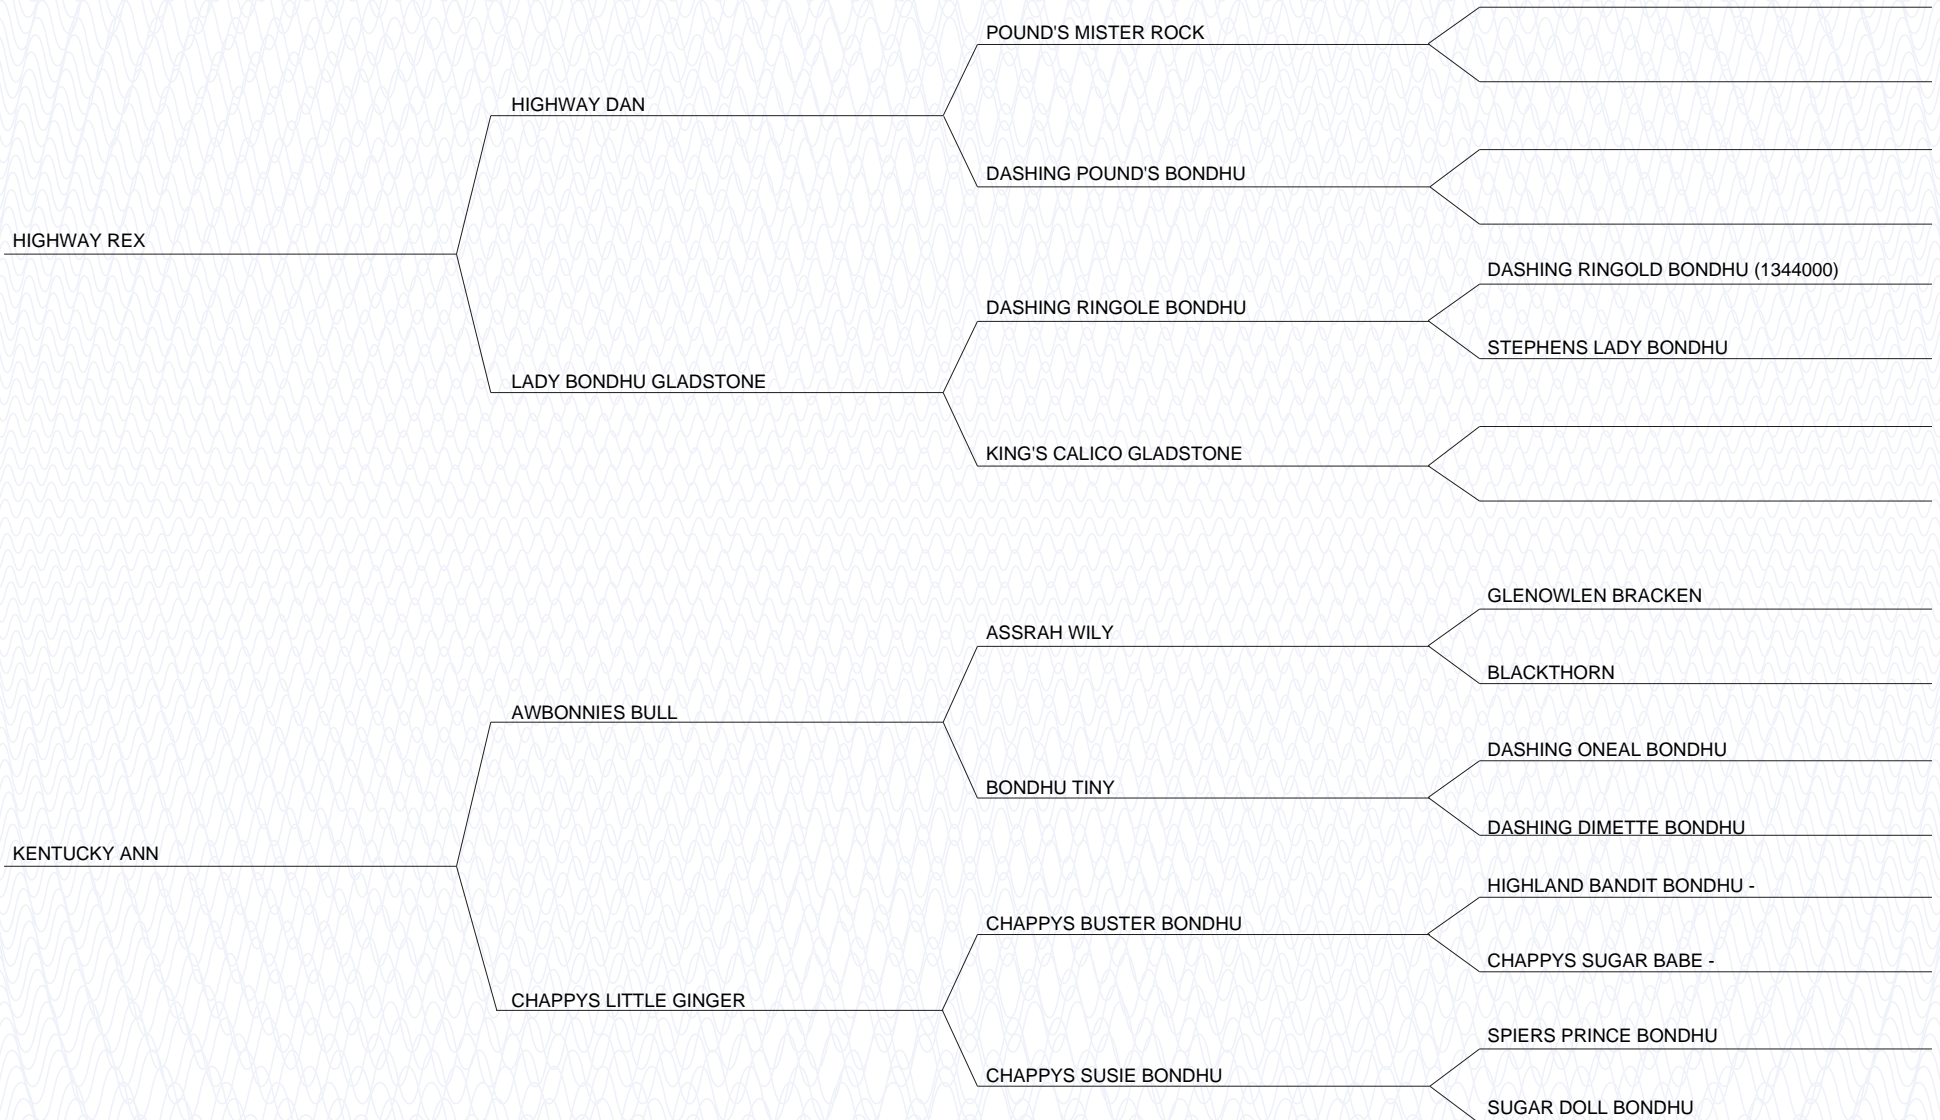 POUND'S MISTER ROCK
HIGHWAY DAN
DASHING POUND'S BONDHU
HIGHWAY REX
DASHING RINGOLD BONDHU (1344000)
DASHING RINGOLE BONDHU
STEPHENS LADY BONDHU
LADY BONDHU GLADSTONE
KING'S CALICO GLADSTONE
GLENOWLEN BRACKEN
ASSRAH WILY
BLACKTHORN
AWBONNIES BULL
DASHING ONEAL BONDHU
BONDHU TINY
DASHING DIMETTE BONDHU
KENTUCKY ANN
HIGHLAND BANDIT BONDHU -
CHAPPYS BUSTER BONDHU
CHAPPYS SUGAR BABE -
CHAPPYS LITTLE GINGER
SPIERS PRINCE BONDHU
CHAPPYS SUSIE BONDHU
SUGAR DOLL BONDHU